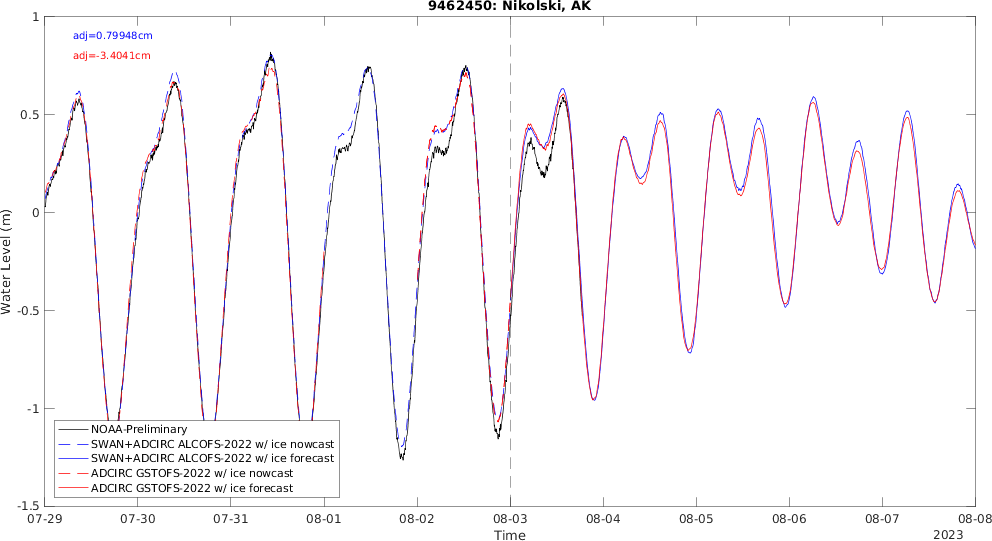 9462450: Nikolski, AK
adj=0.79948cm
adj=-3.4041cm
1
0.5
0
-0.5
-1
-1.5
Water Level (m)
NOAA-Preliminary
SWAN+ADCIRC ALCOFS-2022 w/ ice nowcast
SWAN+ADCIRC ALCOFS-2022 w/ ice forecast
ADCIRC GSTOFS-2022 w/ ice nowcast
ADCIRC GSTOFS-2022 w/ ice forecast
07-29 07-30 07-31 08-01 08-02 08-03 08-04 08-05 08-06 08-07 08-08
Time
2023